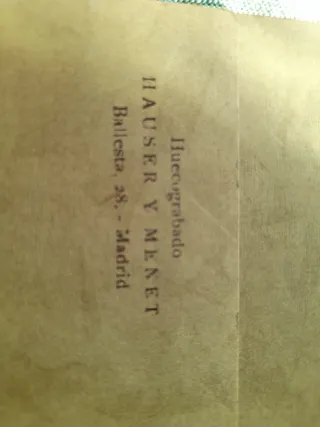 Huecograbado
HAUSER Y MENET
Ballesta, 28. - Madrid